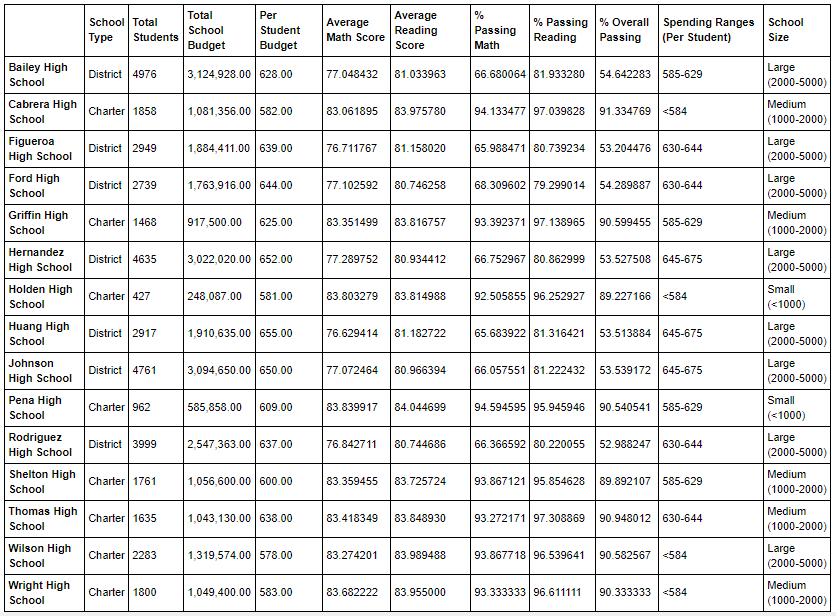 School Type | Total Students | Total School Budget | Per Student Budget | Average Math Score | Average Reading Score | % Passing Math | % Passing Reading | % Overall Passing | Spending Ranges (Per Student) | School Size
Bailey High School | District | 4976 | 3,124,928.00 | 628.00 | 77.048432 | 81.033963 | 66.680064 | 81.933280 | 54.642283 | 585-629 | Large (2000-5000)
Cabrera High School | Charter | 1858 | 1,081,356.00 | 582.00 | 83.061895 | 83.975780 | 94.133477 | 97.039828 | 91.334769 | <584 | Medium (1000-2000)
Figueroa High School | District | 2949 | 1,884,411.00 | 639.00 | 76.711767 | 81.158020 | 65.988471 | 80.739234 | 53.204476 | 630-644 | Large (2000-5000)
Ford High School | District | 2739 | 1,763,916.00 | 644.00 | 77.102592 | 80.746258 | 68.309602 | 79.299014 | 54.289887 | 630-644 | Large (2000-5000)
Griffin High School | Charter | 1468 | 917,500.00 | 625.00 | 83.351499 | 83.816757 | 93.392371 | 97.138965 | 90.599455 | 585-629 | Medium (1000-2000)
Hernandez High School | District | 4635 | 3,022,020.00 | 652.00 | 77.289752 | 80.934412 | 66.752967 | 80.862999 | 53.527508 | 645-675 | Large (2000-5000)
Holden High School | Charter | 427 | 248,087.00 | 581.00 | 83.803279 | 83.814988 | 92.505855 | 96.252927 | 89.227166 | <584 | Small (<1000)
Huang High School | District | 2917 | 1,910,635.00 | 655.00 | 76.629414 | 81.182722 | 65.683922 | 81.316421 | 53.513884 | 645-675 | Large (2000-5000)
Johnson High School | District | 4761 | 3,094,650.00 | 650.00 | 77.072464 | 80.966394 | 66.057551 | 81.222432 | 53.539172 | 645-675 | Large (2000-5000)
Pena High School | Charter | 962 | 585,858.00 | 609.00 | 83.839917 | 84.044699 | 94.594595 | 95.945946 | 90.540541 | 585-629 | Small (<1000)
Rodriguez High School | District | 3999 | 2,547,363.00 | 637.00 | 76.842711 | 80.744686 | 66.366592 | 80.220055 | 52.988247 | 630-644 | Large (2000-5000)
Shelton High School | Charter | 1761 | 1,056,600.00 | 600.00 | 83.359455 | 83.725724 | 93.867121 | 95.854628 | 89.892107 | 585-629 | Medium (1000-2000)
Thomas High School | Charter | 1635 | 1,043,130.00 | 638.00 | 83.418349 | 83.848930 | 93.272171 | 97.308869 | 90.948012 | 630-644 | Medium (1000-2000)
Wilson High School | Charter | 2283 | 1,319,574.00 | 578.00 | 83.274201 | 83.989488 | 93.867718 | 96.539641 | 90.582567 | <584 | Large (2000-5000)
Wright High School | Charter | 1800 | 1,049,400.00 | 583.00 | 83.682222 | 83.955000 | 93.333333 | 96.611111 | 90.333333 | <584 | Medium (1000-2000)